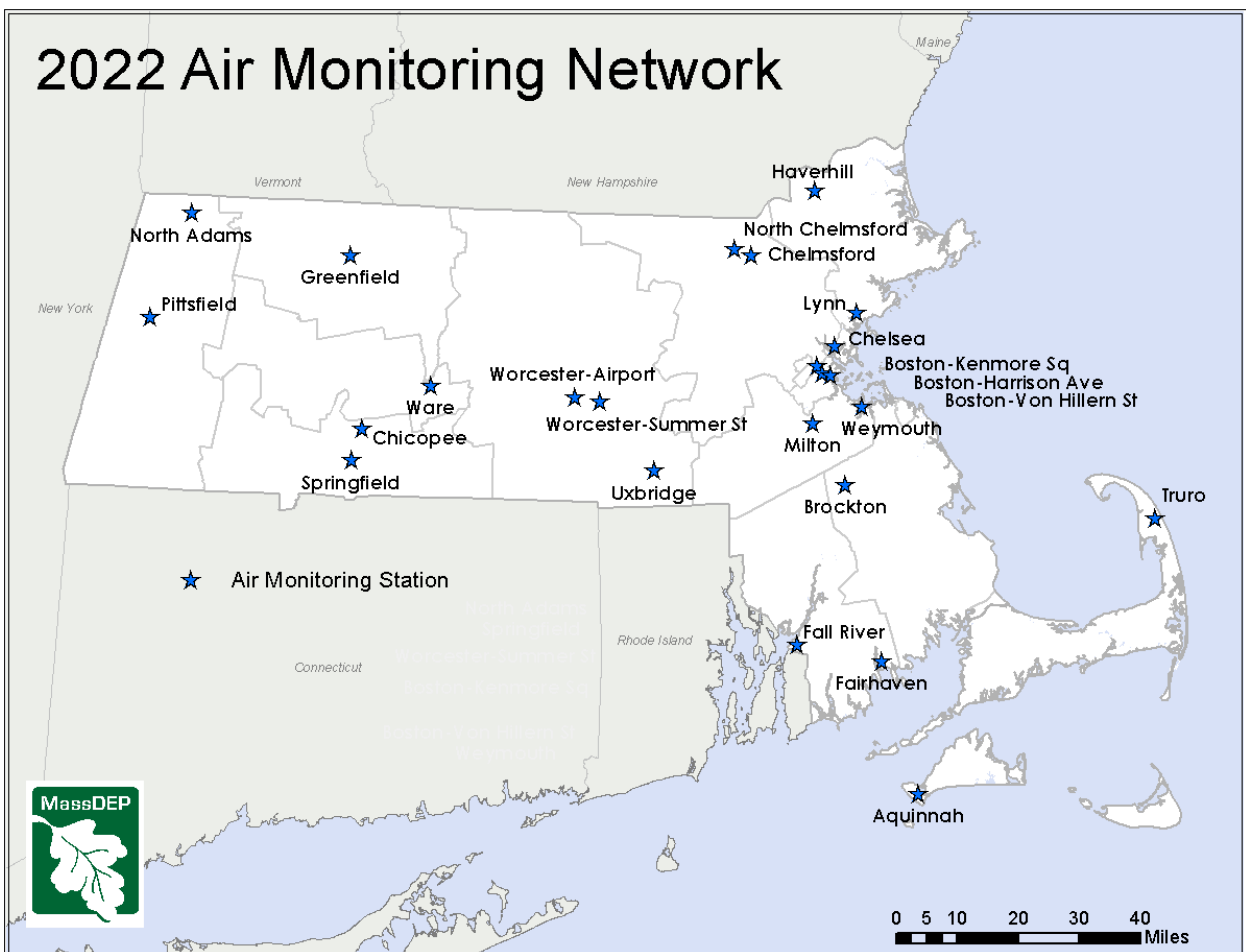 Maine
2022 Air Monitoring Network
Haverhill
Vermont
New Hampshire
North Chelmsford
North Adams
Chelmsford
Greenfield
New York
Pittsfield
Lynn
Chelsea
Boston-Kenmore Sq
Worcester-Airport
Boston-Harrison Ave
Ware
Boston-Von Hillern St
Worcester-Summer St
Chicopee
Milton
Weymouth
Springfield
Uxbridge
Truro
Brockton
Air Monitoring Station
North Adams
Springfield
Fall River
Rhode Island
Connecticut
Fairhaven
MassDEP
Aquinnah
0 5 10 20 30 40
Miles